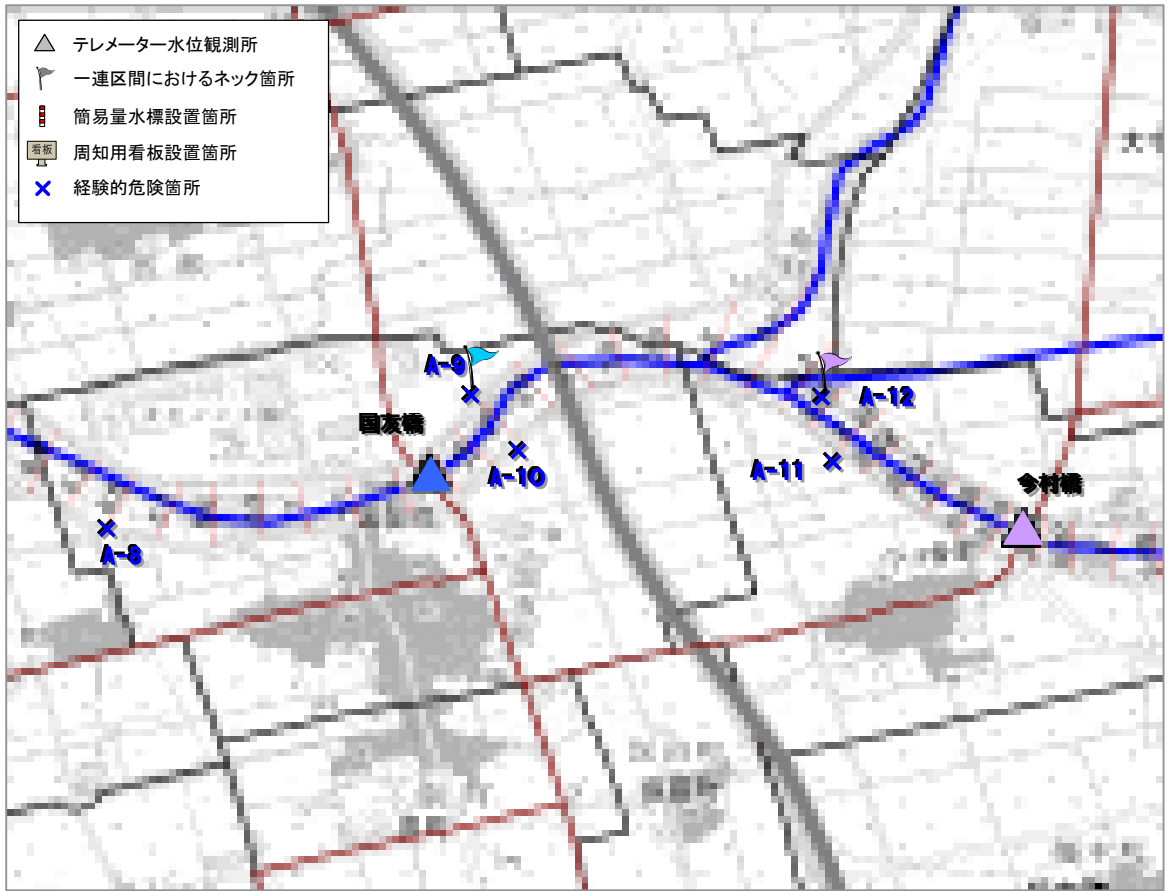 テレメーター水位観測所
一連区間におけるネック箇所
簡易量水標設置箇所
看板
周知用看板設置箇所
経験的危険箇所
A-9
国友橋
A-10
A-12
A-11
今村橋
A-8